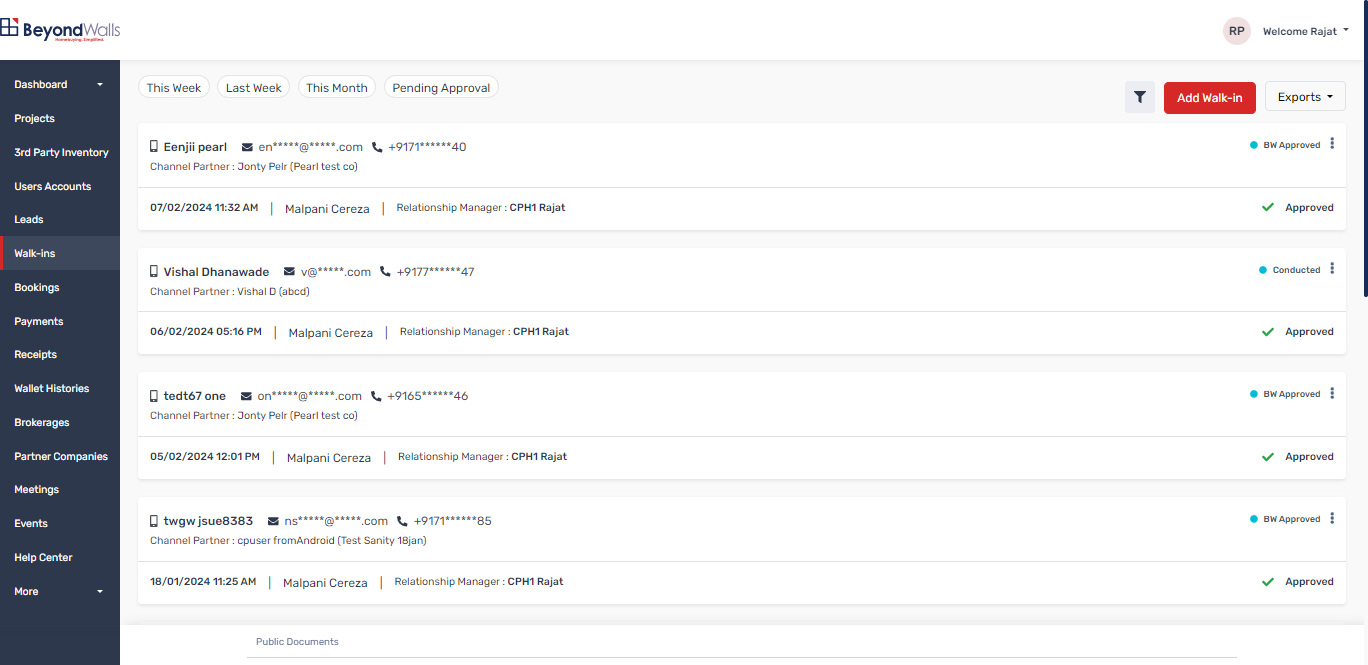 BeyondWalls
Homebuying. Simplified.
RP Welcome Rajat
Dashboard
Projects
3rd Party Inventory
Users Accounts
Leads
Walk-ins
Bookings
Payments
Receipts
Wallet Histories
Brokerages
Partner Companies
Meetings
Events
Help Center
More
This Week Last Week This Month Pending Approval
Add Walk-in Exports
Eenjii pearl en*****@*****.com +9171******40 BW Approved
Channel Partner : Jonty Pelr (Pearl test co)
07/02/2024 11:32 AM | Malpani Cereza | Relationship Manager : CPH1 Rajat Approved
Vishal Dhanawade v@*****.com +9177******47 Conducted
Channel Partner : Vishal D (abcd)
06/02/2024 05:16 PM | Malpani Cereza | Relationship Manager : CPH1 Rajat Approved
tedt67 one on*****@*****.com +9165******46 BW Approved
Channel Partner : Jonty Pelr (Pearl test co)
05/02/2024 12:01 PM | Malpani Cereza | Relationship Manager : CPH1 Rajat Approved
twgw jsue8383 ns*****@*****.com +9171******85 BW Approved
Channel Partner : cpuser fromAndroid (Test Sanity 18jan)
18/01/2024 11:25 AM | Malpani Cereza | Relationship Manager : CPH1 Rajat Approved
Public Documents